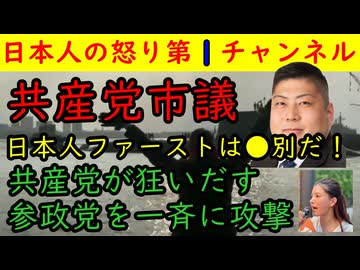 日本人の怒り第1チャンネル
共産党市議
日本人ファーストは●別だ！
共産党が狂いだす
参政党を一斉に攻撃